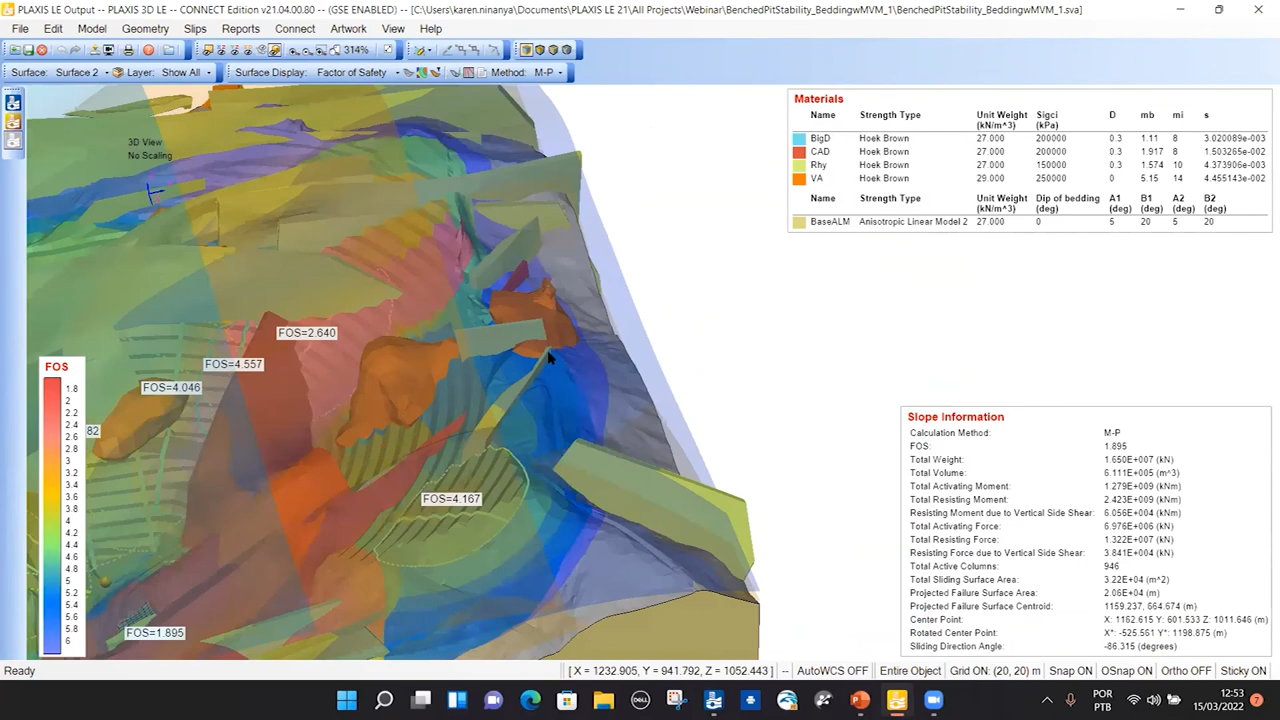 PLAXIS LE Output -- PLAXIS 3D LE -- CONNECT Edition v21.04.00.80 -- (GSE ENABLED) -- [C:\Users\karen.ninanya\Documents\PLAXIS LE 21\All Projects\Webinar\BenchedPitStability_BeddingwMVM_1\BenchedPitStability_BeddingwMVM_1.sva]
File Edit Model Geometry Slips Reports Connect Artwork View Help
314%
Surface: Surface 2 Layer: Show All Surface Display: Factor of Safety Method: M-P
3D View
No Scaling
FOS=2.640
FOS=4.557
FOS=4.046
82
FOS=4.167
FOS=1.895
FOS
1.8
2
2.2
2.4
2.6
2.8
3
3.2
3.4
3.6
3.8
4
4.2
4.4
4.6
4.8
5
5.2
5.4
5.6
5.8
6
Materials
Name Strength Type Unit Weight (kN/m^3) Sigci (kPa) D mb mi s
BlgD Hoek Brown 27.000 200000 0.3 1.11 8 3.020089e-003
CAD Hoek Brown 27.000 200000 0.3 1.917 8 1.503265e-002
Rhy Hoek Brown 27.000 150000 0.3 1.574 10 4.373905e-003
VA Hoek Brown 29.000 250000 0 5.15 14 4.455143e-002
Name Strength Type Unit Weight (kN/m^3) Dip of bedding (deg) A1 (deg) B1 (deg) A2 (deg) B2 (deg)
BaseALM Anisotropic Linear Model 2 27.000 0 5 20 5 20
Slope Information
Calculation Method: M-P
FOS: 1.895
Total Weight: 1.650E+007 (kN)
Total Volume: 6.111E+005 (m^3)
Total Activating Moment: 1.279E+009 (kNm)
Total Resisting Moment: 2.423E+009 (kNm)
Resisting Moment due to Vertical Side Shear: 6.056E+004 (kNm)
Total Activating Force: 6.976E+006 (kN)
Total Resisting Force: 1.322E+007 (kN)
Resisting Force due to Vertical Side Shear: 3.841E+004 (kN)
Total Active Columns: 946
Total Sliding Surface Area: 3.22E+04 (m^2)
Projected Failure Surface Area: 2.06E+04 (m)
Projected Failure Surface Centroid: 1159.237, 664.674 (m)
Center Point: X: 1162.615 Y: 601.533 Z: 1011.646 (m)
Rotated Center Point: X*: -525.561 Y*: 1198.875 (m)
Sliding Direction Angle: -86.315 (degrees)
Ready [ X = 1232.905, Y = 941.792, Z = 1052.443 ] -- AutoWCS OFF Entire Object Grid ON: (20, 20) m Snap ON OSnap ON Ortho OFF Sticky ON
DELL
POR
PTB
12:53
15/03/2022
7